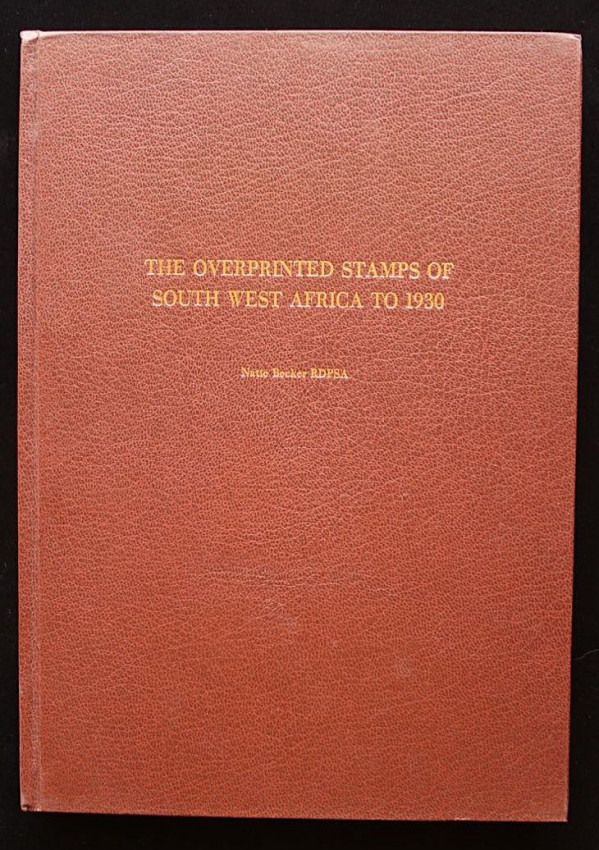 THE OVERPRINTED STAMPS OF
SOUTH WEST AFRICA TO 1930
Natie Becker RDPSA